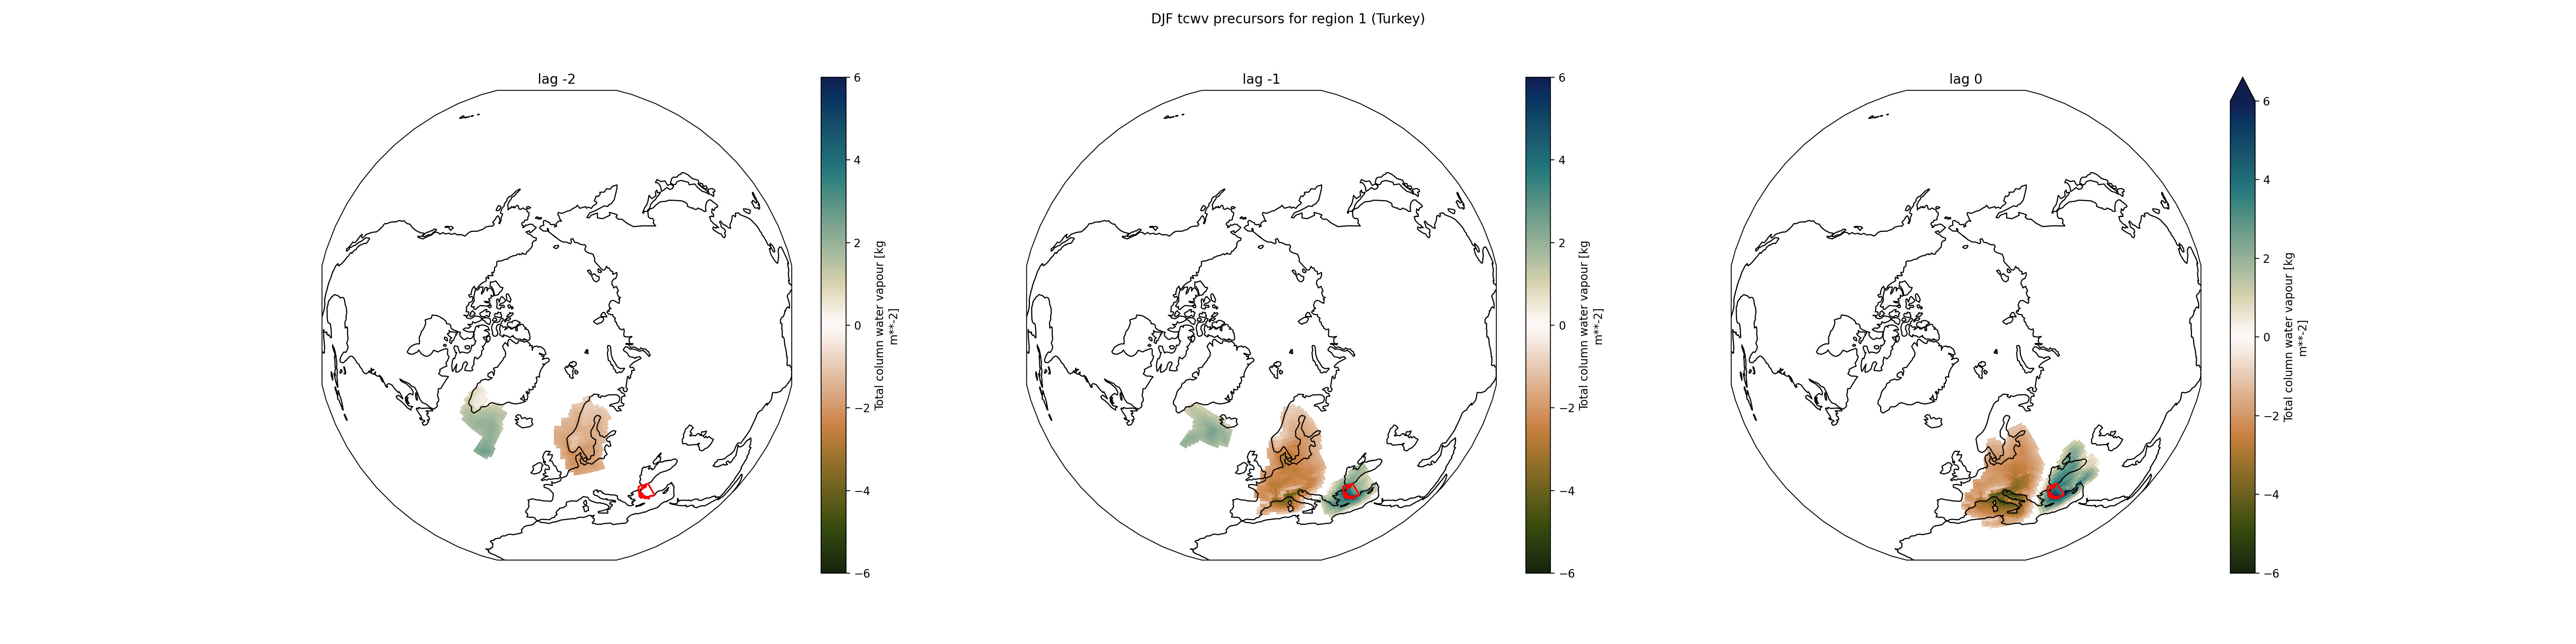 DJF tcwv precursors for region 1 (Turkey)
lag -2
6
4
2
0
−2
−4
−6
Total column water vapour [kg
m**-2]
lag -1
6
4
2
0
−2
−4
−6
Total column water vapour [kg
m**-2]
lag 0
6
4
2
0
−2
−4
−6
Total column water vapour [kg
m**-2]